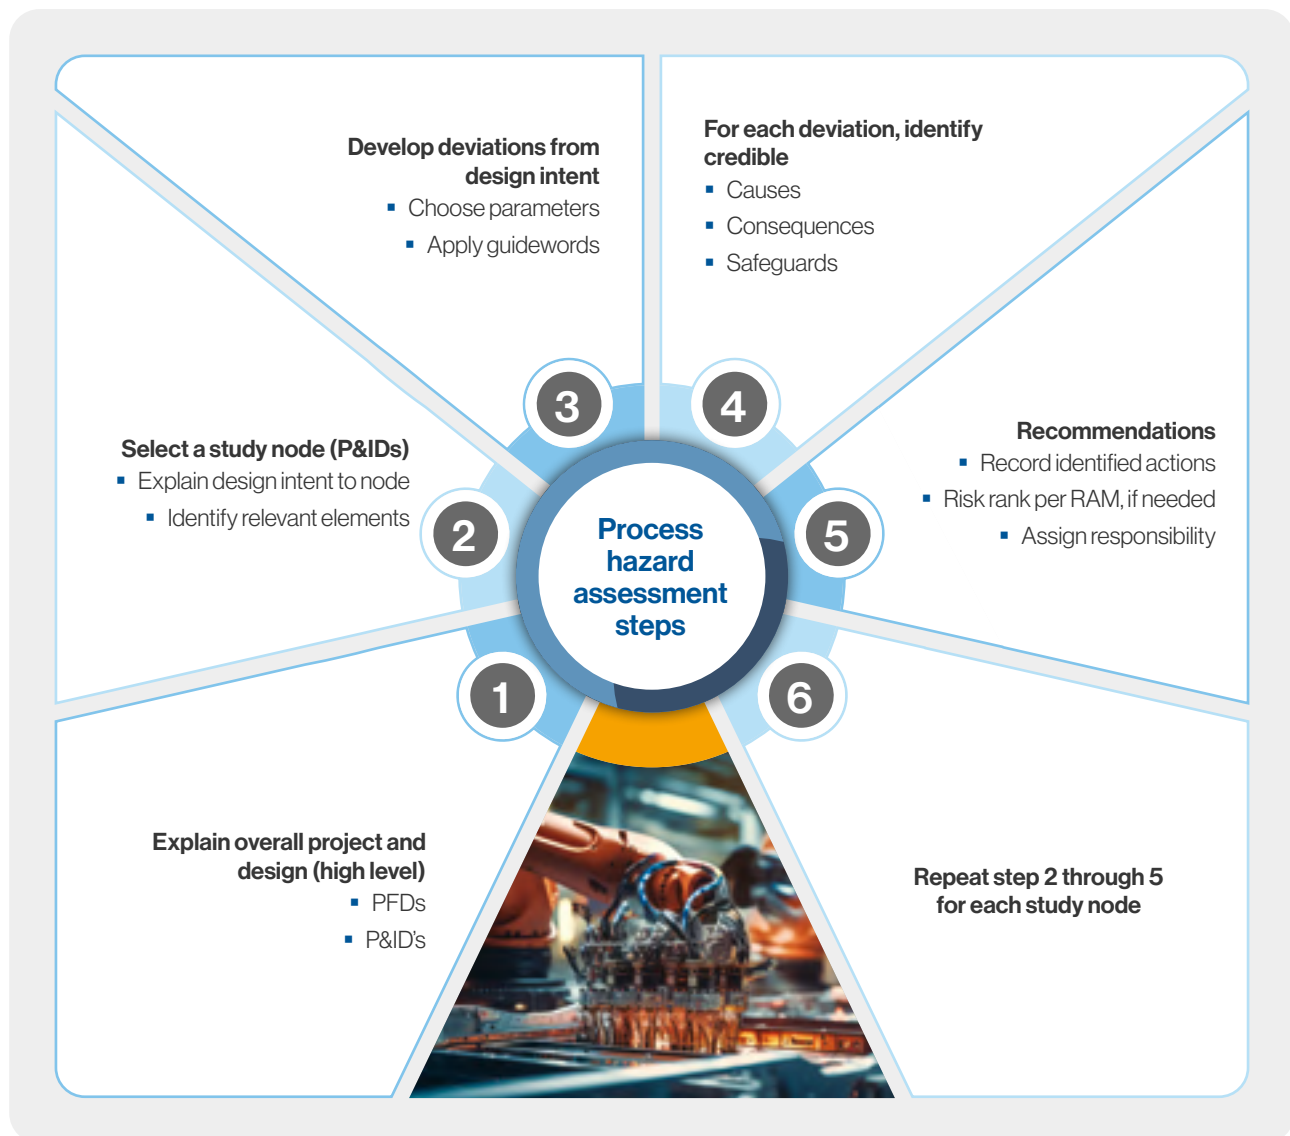 Process
hazard
assessment
steps
1
Explain overall project and
design (high level)
▪ PFDs
▪ P&ID's
2
Select a study node (P&IDs)
▪ Explain design intent to node
▪ Identify relevant elements
3
Develop deviations from
design intent
▪ Choose parameters
▪ Apply guidewords
4
For each deviation, identify
credible
▪ Causes
▪ Consequences
▪ Safeguards
5
Recommendations
▪ Record identified actions
▪ Risk rank per RAM, if needed
▪ Assign responsibility
6
Repeat step 2 through 5
for each study node